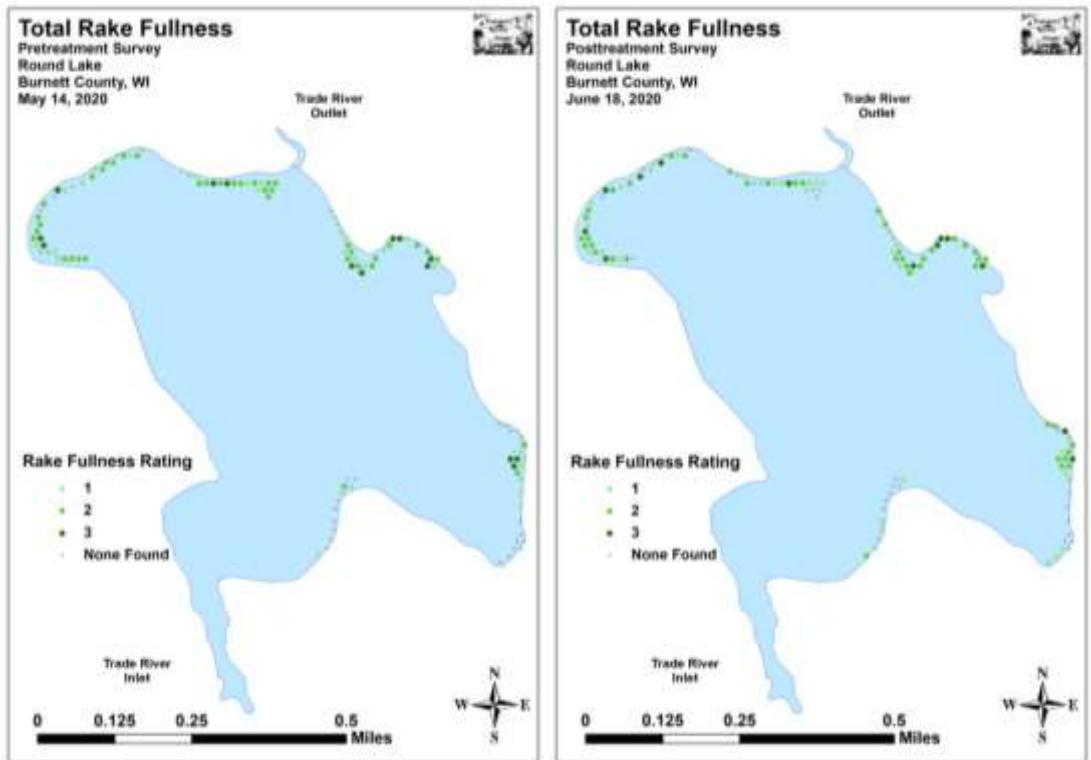 Total Rake Fullness
Pretreatment Survey
Round Lake
Burnett County, WI
May 14, 2020
Trade River
Outlet
Rake Fullness Rating
1
2
3
None Found
Trade River
Inlet
N
W E
S
0 0.125 0.25 0.5
Miles
Total Rake Fullness
Posttreatment Survey
Round Lake
Burnett County, WI
June 18, 2020
Trade River
Outlet
Rake Fullness Rating
1
2
3
None Found
Trade River
Inlet
N
W E
S
0 0.125 0.25 0.5
Miles